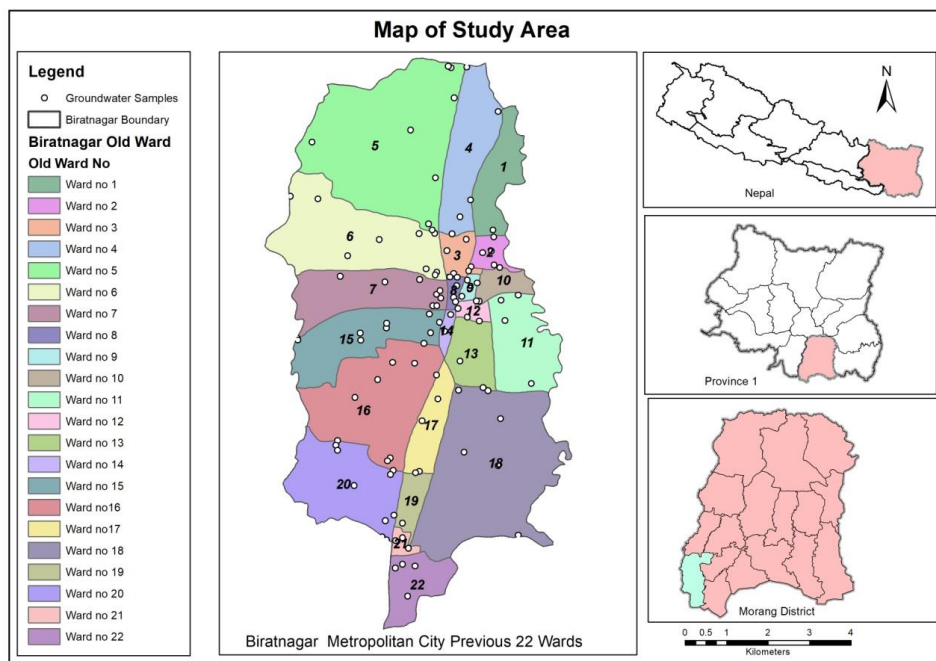 Map of Study Area
Legend
Groundwater Samples
Biratnagar Boundary
Biratnagar Old Ward
Old Ward No
Ward no 1
Ward no 2
Ward no 3
Ward no 4
Ward no 5
Ward no 6
Ward no 7
Ward no 8
Ward no 9
Ward no 10
Ward no 11
Ward no 12
Ward no 13
Ward no 14
Ward no 15
Ward no16
Ward no17
Ward no 18
Ward no 19
Ward no 20
Ward no 21
Ward no 22
5
4
1
6
3
2
7
8
9
10
12
14
15
13
11
16
17
18
20
19
21
22
Biratnagar Metropolitan City Previous 22 Wards
N
Nepal
Province 1
Morang District
0 0.5 1 2 3 4
Kilometers